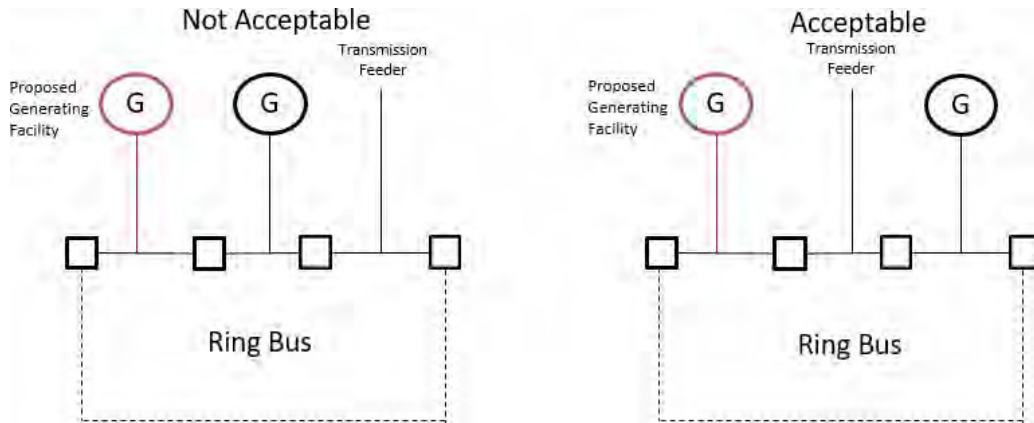 Not Acceptable
Transmission
Feeder
Proposed
Generating
Facility
G
G
Ring Bus
Acceptable
Transmission
Feeder
Proposed
Generating
Facility
G
G
Ring Bus